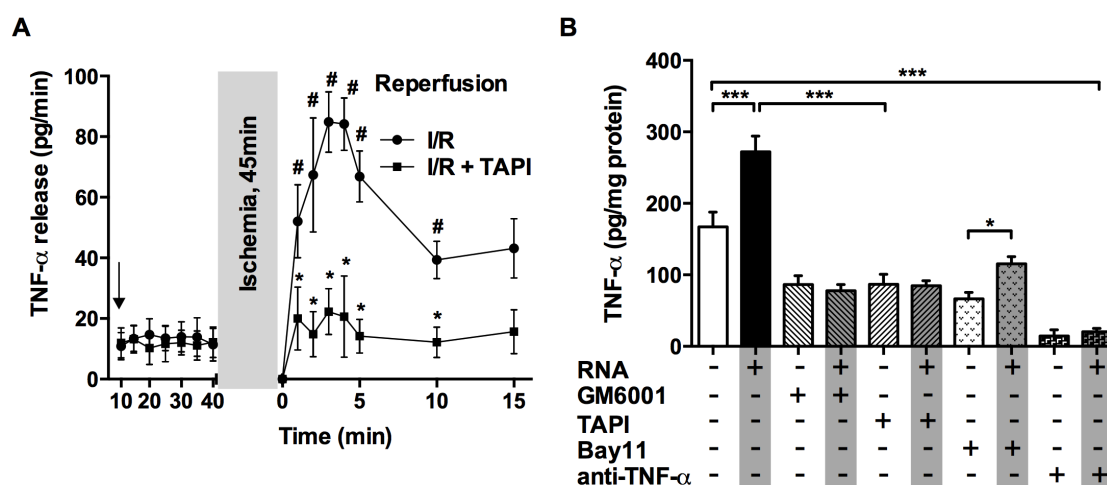 A
TNF-α release (pg/min)
100
80
60
40
20
0
Ischemia, 45min
Reperfusion
I/R
I/R + TAPI
# # # # # #
#
* * * * * *
10 20 30 40 0 5 10 15
Time (min)
B
TNF-α (pg/mg protein)
400
300
200
100
0
***
*** ***
*
RNA - + - + - + - + - +
GM6001 - - + + - - - - - -
TAPI - - - - + + - - - -
Bay11 - - - - - - + + - -
anti-TNF-α - - - - - - - - + +